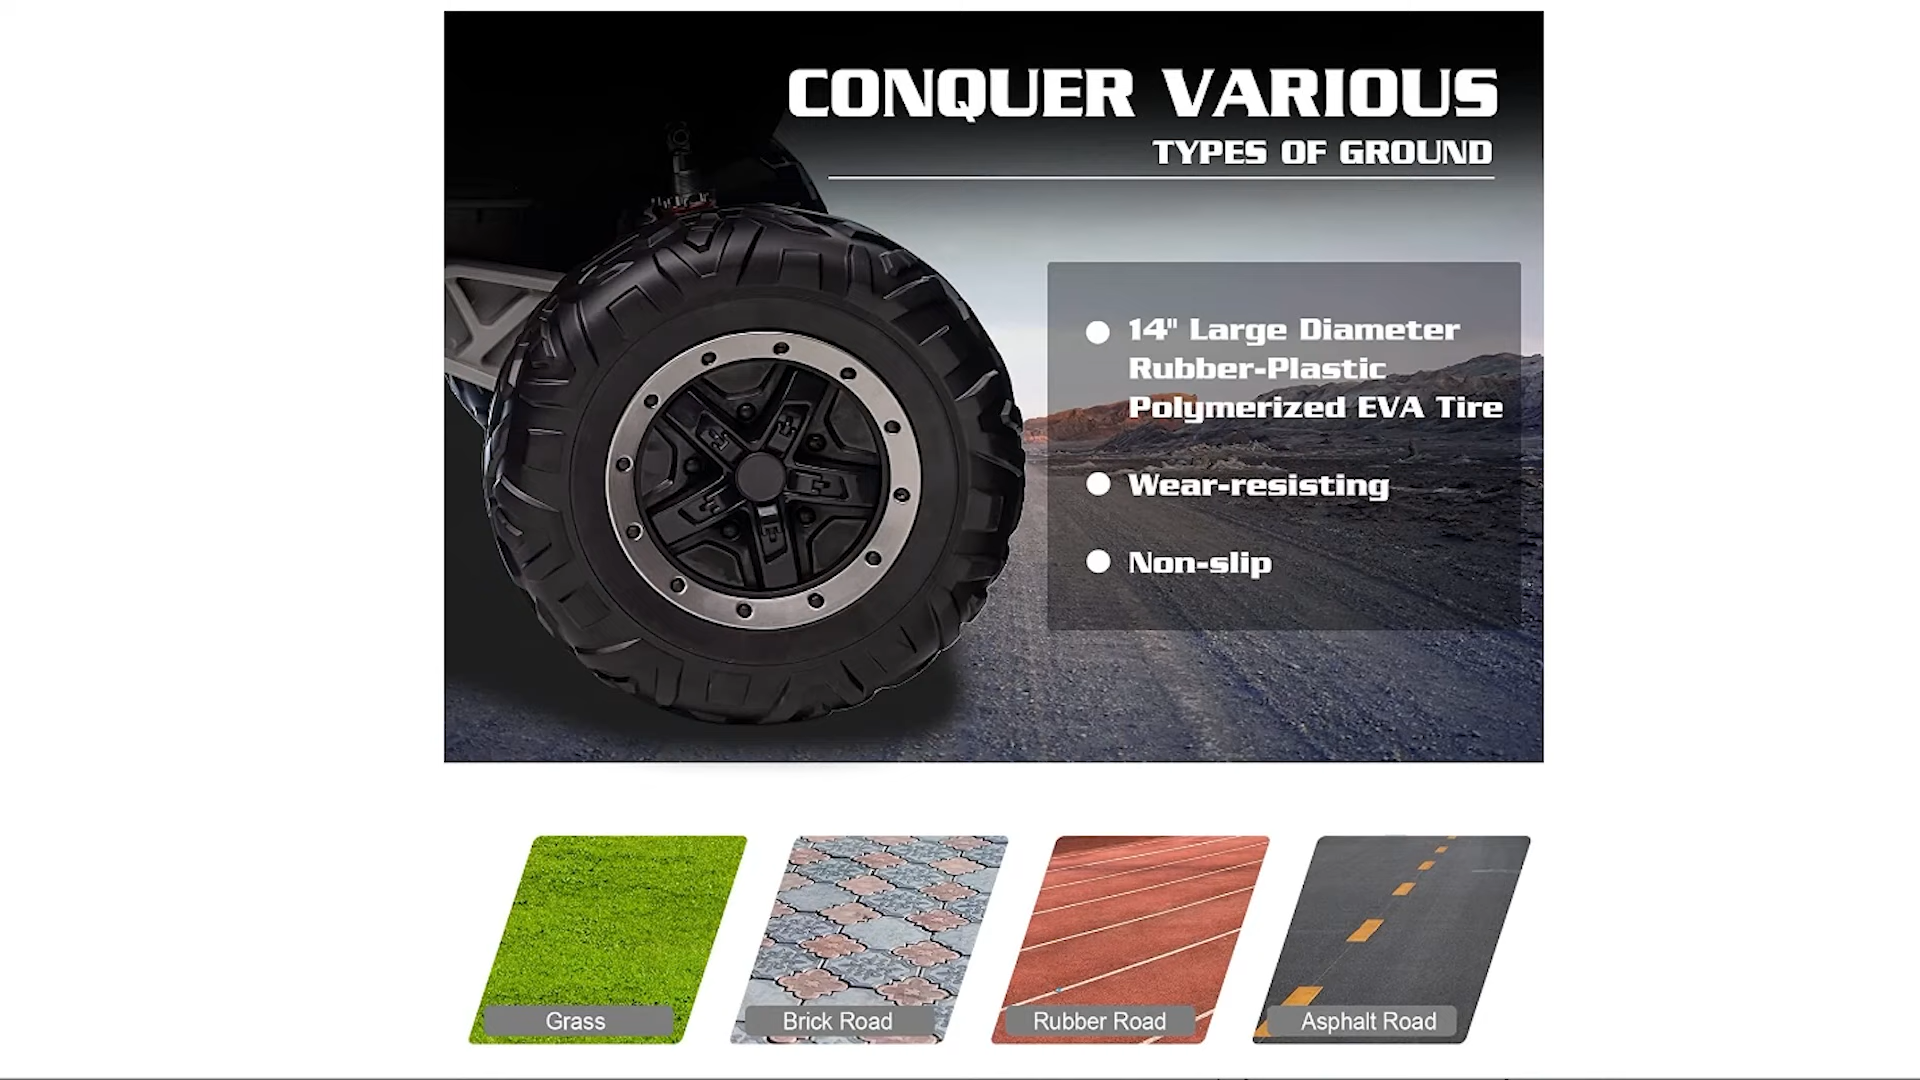 CONQUER VARIOUS
TYPES OF GROUND
14" Large Diameter
Rubber-Plastic
Polymerized EVA Tire
Wear-resisting
Non-slip
Grass
Brick Road
Rubber Road
Asphalt Road